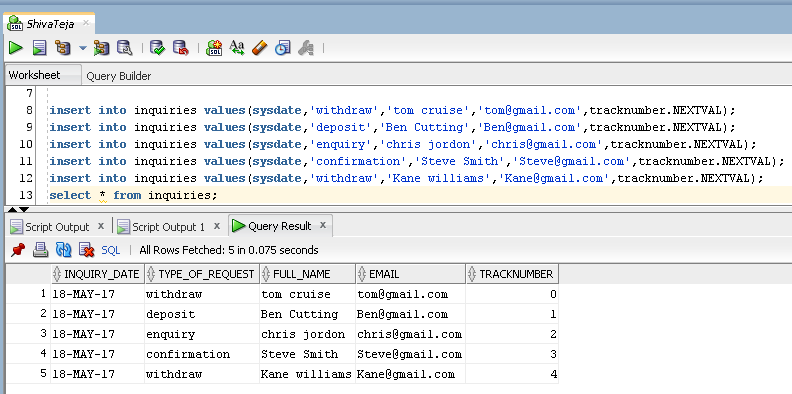 ShivaTeja
Worksheet Query Builder
7
8 insert into inquiries values(sysdate,'withdraw','tom cruise','tom@gmail.com',tracknumber.NEXTVAL);
9 insert into inquiries values(sysdate,'deposit','Ben Cutting','Ben@gmail.com',tracknumber.NEXTVAL);
10 insert into inquiries values(sysdate,'enquiry','chris jordon','chris@gmail.com',tracknumber.NEXTVAL);
11 insert into inquiries values(sysdate,'confirmation','Steve Smith','Steve@gmail.com',tracknumber.NEXTVAL);
12 insert into inquiries values(sysdate,'withdraw','Kane williams','Kane@gmail.com',tracknumber.NEXTVAL);
13 select * from inquiries;
Script Output Script Output 1 Query Result
SQL All Rows Fetched: 5 in 0.075 seconds
INQUIRY_DATE TYPE_OF_REQUEST FULL_NAME EMAIL TRACKNUMBER
1 18-MAY-17 withdraw tom cruise tom@gmail.com 0
2 18-MAY-17 deposit Ben Cutting Ben@gmail.com 1
3 18-MAY-17 enquiry chris jordon chris@gmail.com 2
4 18-MAY-17 confirmation Steve Smith Steve@gmail.com 3
5 18-MAY-17 withdraw Kane williams Kane@gmail.com 4